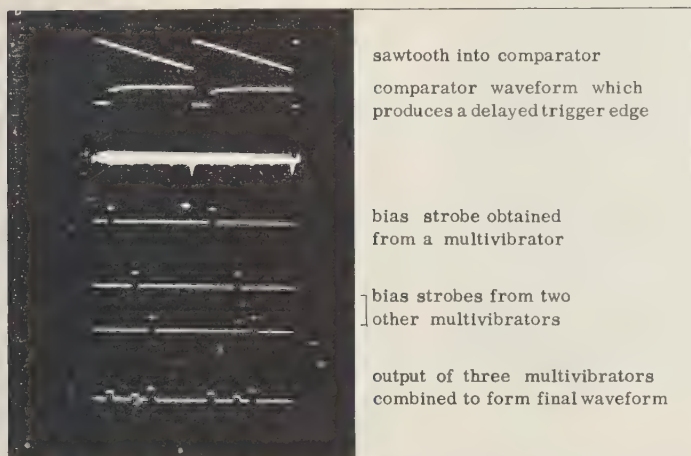 sawtooth into comparator
comparator waveform which
produces a delayed trigger edge
bias strobe obtained
from a multivibrator
bias strobes from two
other multivibrators
output of three multivibrators
combined to form final waveform